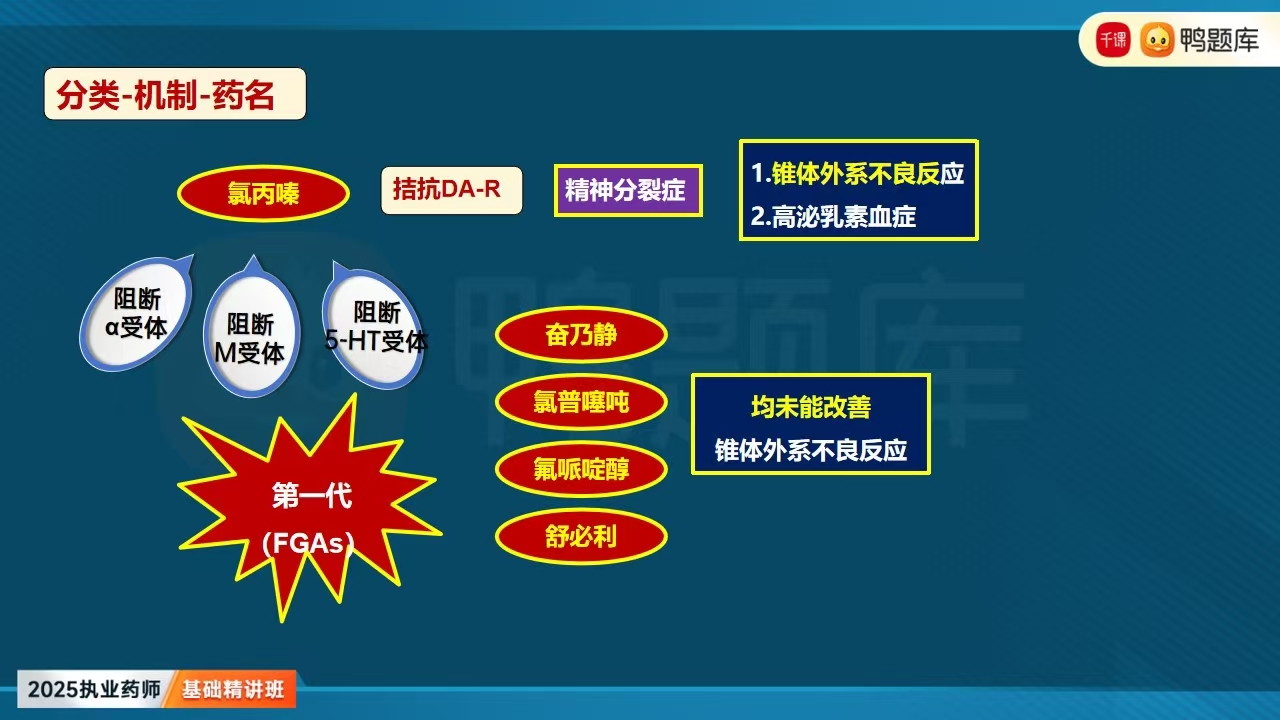 千课 鸭题库
分类-机制-药名
氯丙嗪
拮抗DA-R
精神分裂症
1.锥体外系不良反应
2.高泌乳素血症
阻断
α受体
阻断
M受体
阻断
5-HT受体
鸭题库
奋乃静
氯普噻吨
氟哌啶醇
舒必利
均未能改善
锥体外系不良反应
第一代
（FGAs）
2025执业药师 基础精讲班